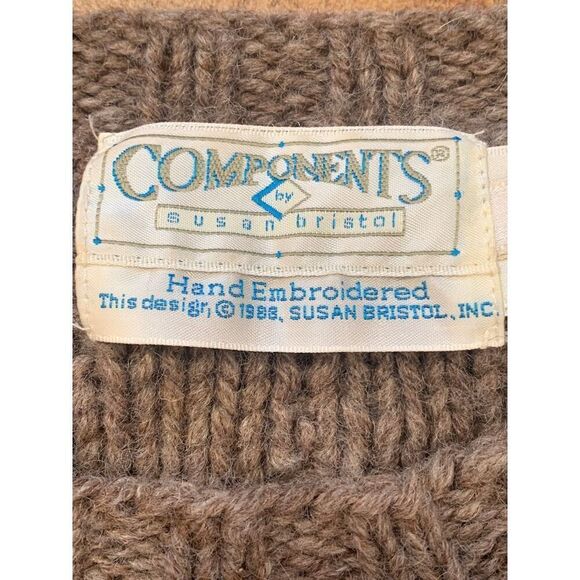 COMPONENTS®
by
susan bristol
Hand Embroidered
This design, © 1988, SUSAN BRISTOL, INC.